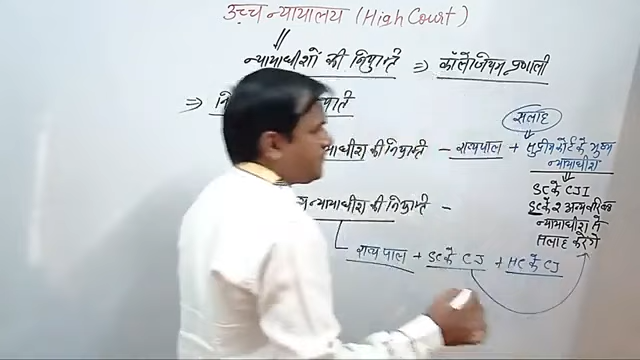 उच्च न्यायालय (High Court)
न्यायाधीशों की नियुक्ति ⇒ कॉलेजियम प्रणाली
सलाह
न्यायाधीश की नियुक्ति - राज्यपाल + सुप्रीम कोर्ट के मुख्य
न्यायाधीश
SC के CJI
SC के 2 अन्य वरिष्ठ
न्यायाधीश से
सलाह करेंगे
न्यायाधीश की नियुक्ति -
राज्यपाल + SC के CJ + HC के CJ